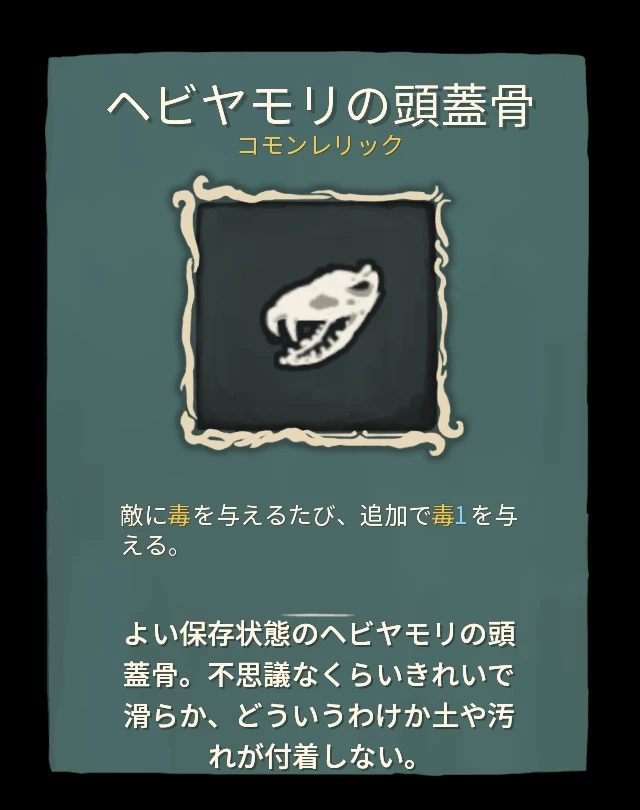 ヘビヤモリの頭蓋骨
コモンレリック
敵に毒を与えるたび、追加で毒1を与
える。
よい保存状態のヘビヤモリの頭
蓋骨。不思議なくらいきれいで
滑らか、どういうわけか土や汚
れが付着しない。